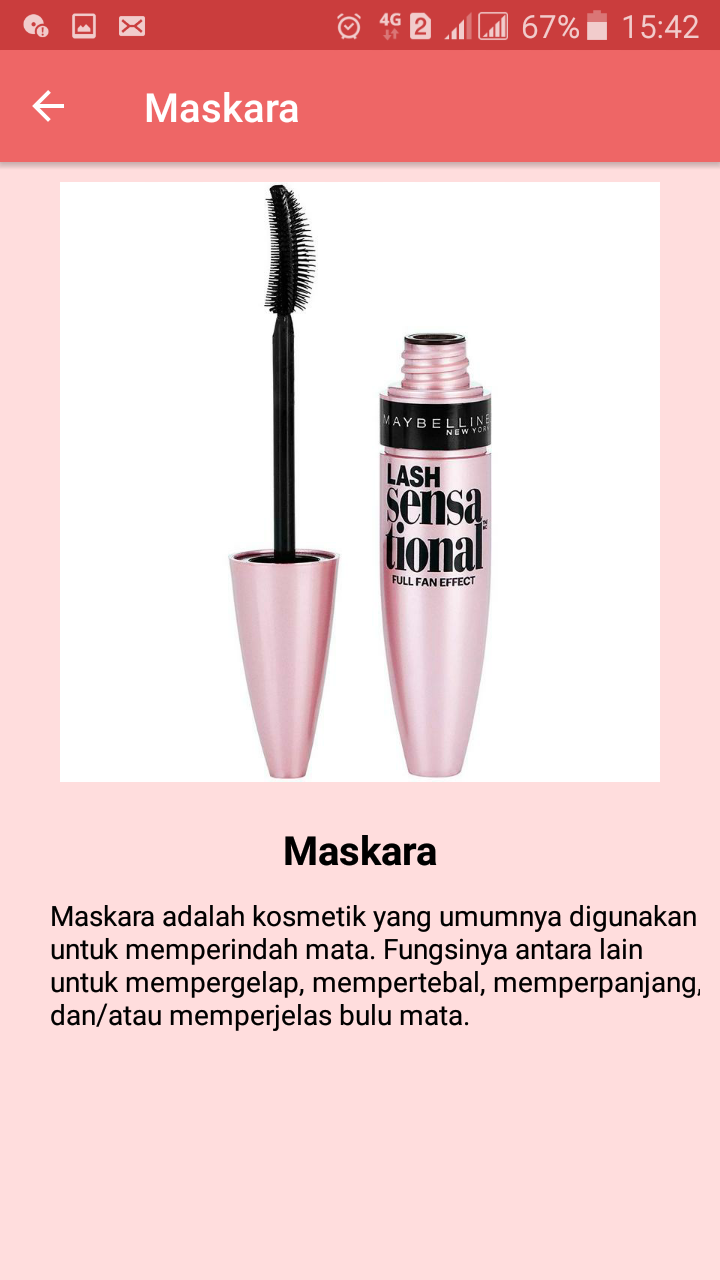 4G 2 67% 15:42
Maskara
MAYBELLINE
NEW YORK
LASH
sensa
tional
FULL FAN EFFECT
Maskara
Maskara adalah kosmetik yang umumnya digunakan
untuk memperindah mata. Fungsinya antara lain
untuk mempergelap, mempertebal, memperpanjang,
dan/atau memperjelas bulu mata.